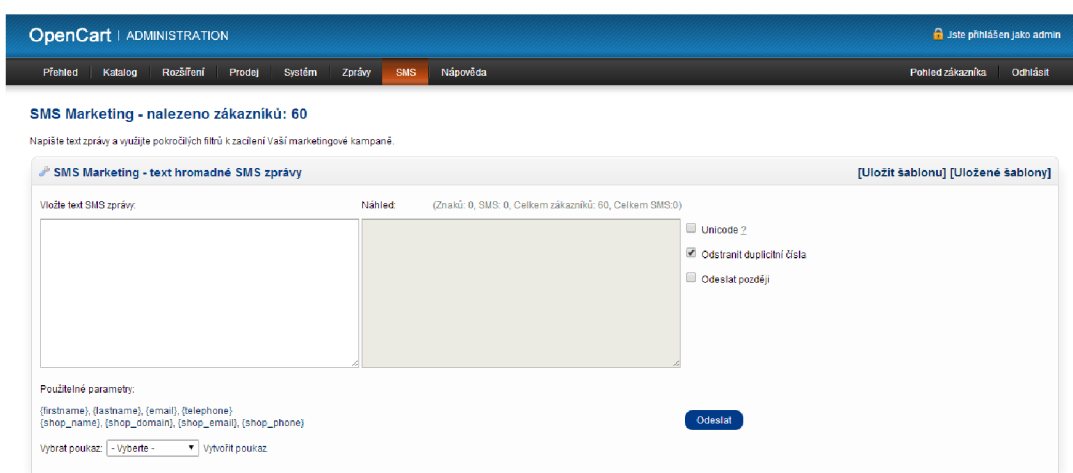 OpenCart | ADMINISTRATION
Jste přihlášen jako admin
Přehled Katalog Rozšíření Prodej Systém Zprávy SMS Nápověda Pohled zákazníka Odhlásit
SMS Marketing - nalezeno zákazníků: 60
Napište text zprávy a využijte pokročilých filtrů k zacílení Vaší marketingové kampaně.
SMS Marketing - text hromadné SMS zprávy [Uložit šablonu] [Uložené šablony]
Vložte text SMS zprávy: Náhled: (Znaků: 0, SMS: 0, Celkem zákazníků: 60, Celkem SMS:0)
Unicode ?
Odstranit duplicitní čísla
Odeslat později
Použitelné parametry:
{firstname}, {lastname}, {email}, {telephone}
{shop_name}, {shop_domain}, {shop_email}, {shop_phone}
Odeslat
Vybrat poukaz: - Vyberte - Vytvořit poukaz